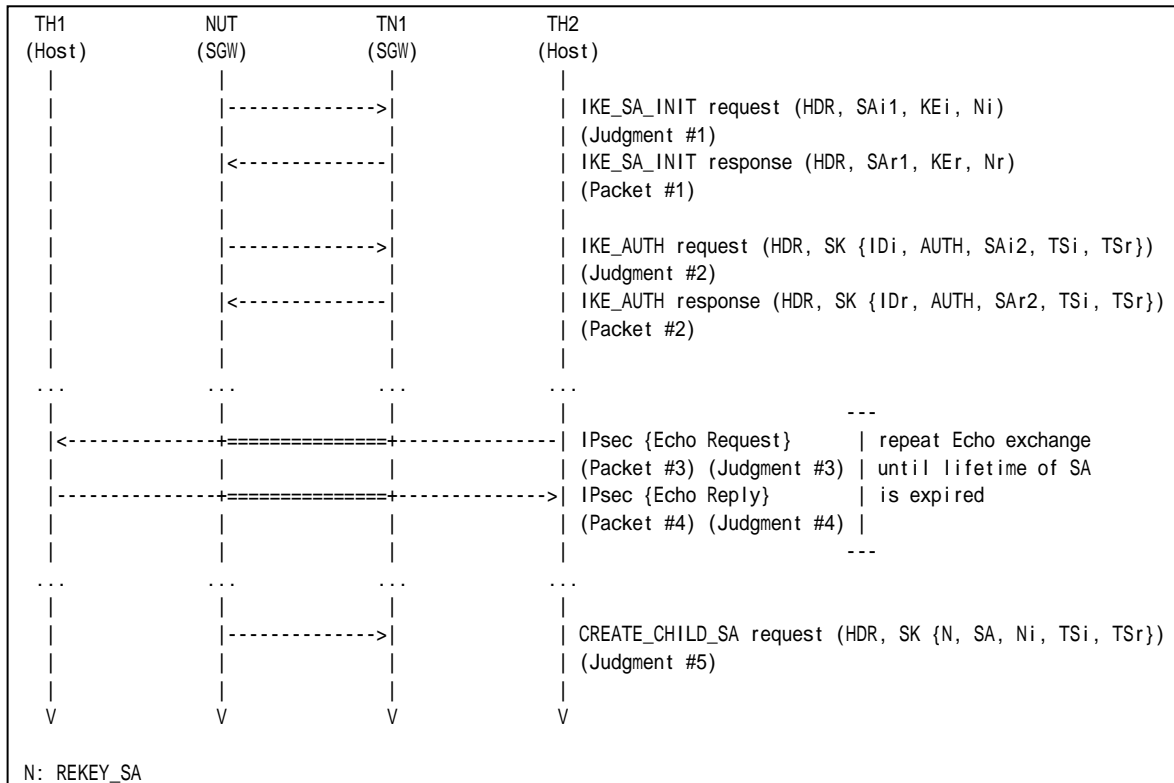 TH1 NUT TN1 TH2
(Host) (SGW) (SGW) (Host)
| | | |
| |-------------->| | IKE_SA_INIT request (HDR, SAi1, KEi, Ni)
| | | | (Judgment #1)
| |<--------------| | IKE_SA_INIT response (HDR, SAr1, KEr, Nr)
| | | | (Packet #1)
| | | |
| |-------------->| | IKE_AUTH request (HDR, SK {IDi, AUTH, SAi2, TSi, TSr})
| | | | (Judgment #2)
| |<--------------| | IKE_AUTH response (HDR, SK {IDr, AUTH, SAr2, TSi, TSr})
| | | | (Packet #2)
| | | |
... ... ... ...
| | | | ---
|<--------------+===============+--------------| IPsec {Echo Request} | repeat Echo exchange
| | | | (Packet #3) (Judgment #3) | until lifetime of SA
|---------------+===============+-------------->| IPsec {Echo Reply} | is expired
| | | | (Packet #4) (Judgment #4) |
| | | | ---
... ... ... ...
| | | |
| |-------------->| | CREATE_CHILD_SA request (HDR, SK {N, SA, Ni, TSi, TSr})
| | | | (Judgment #5)
| | | |
V V V V
N: REKEY_SA